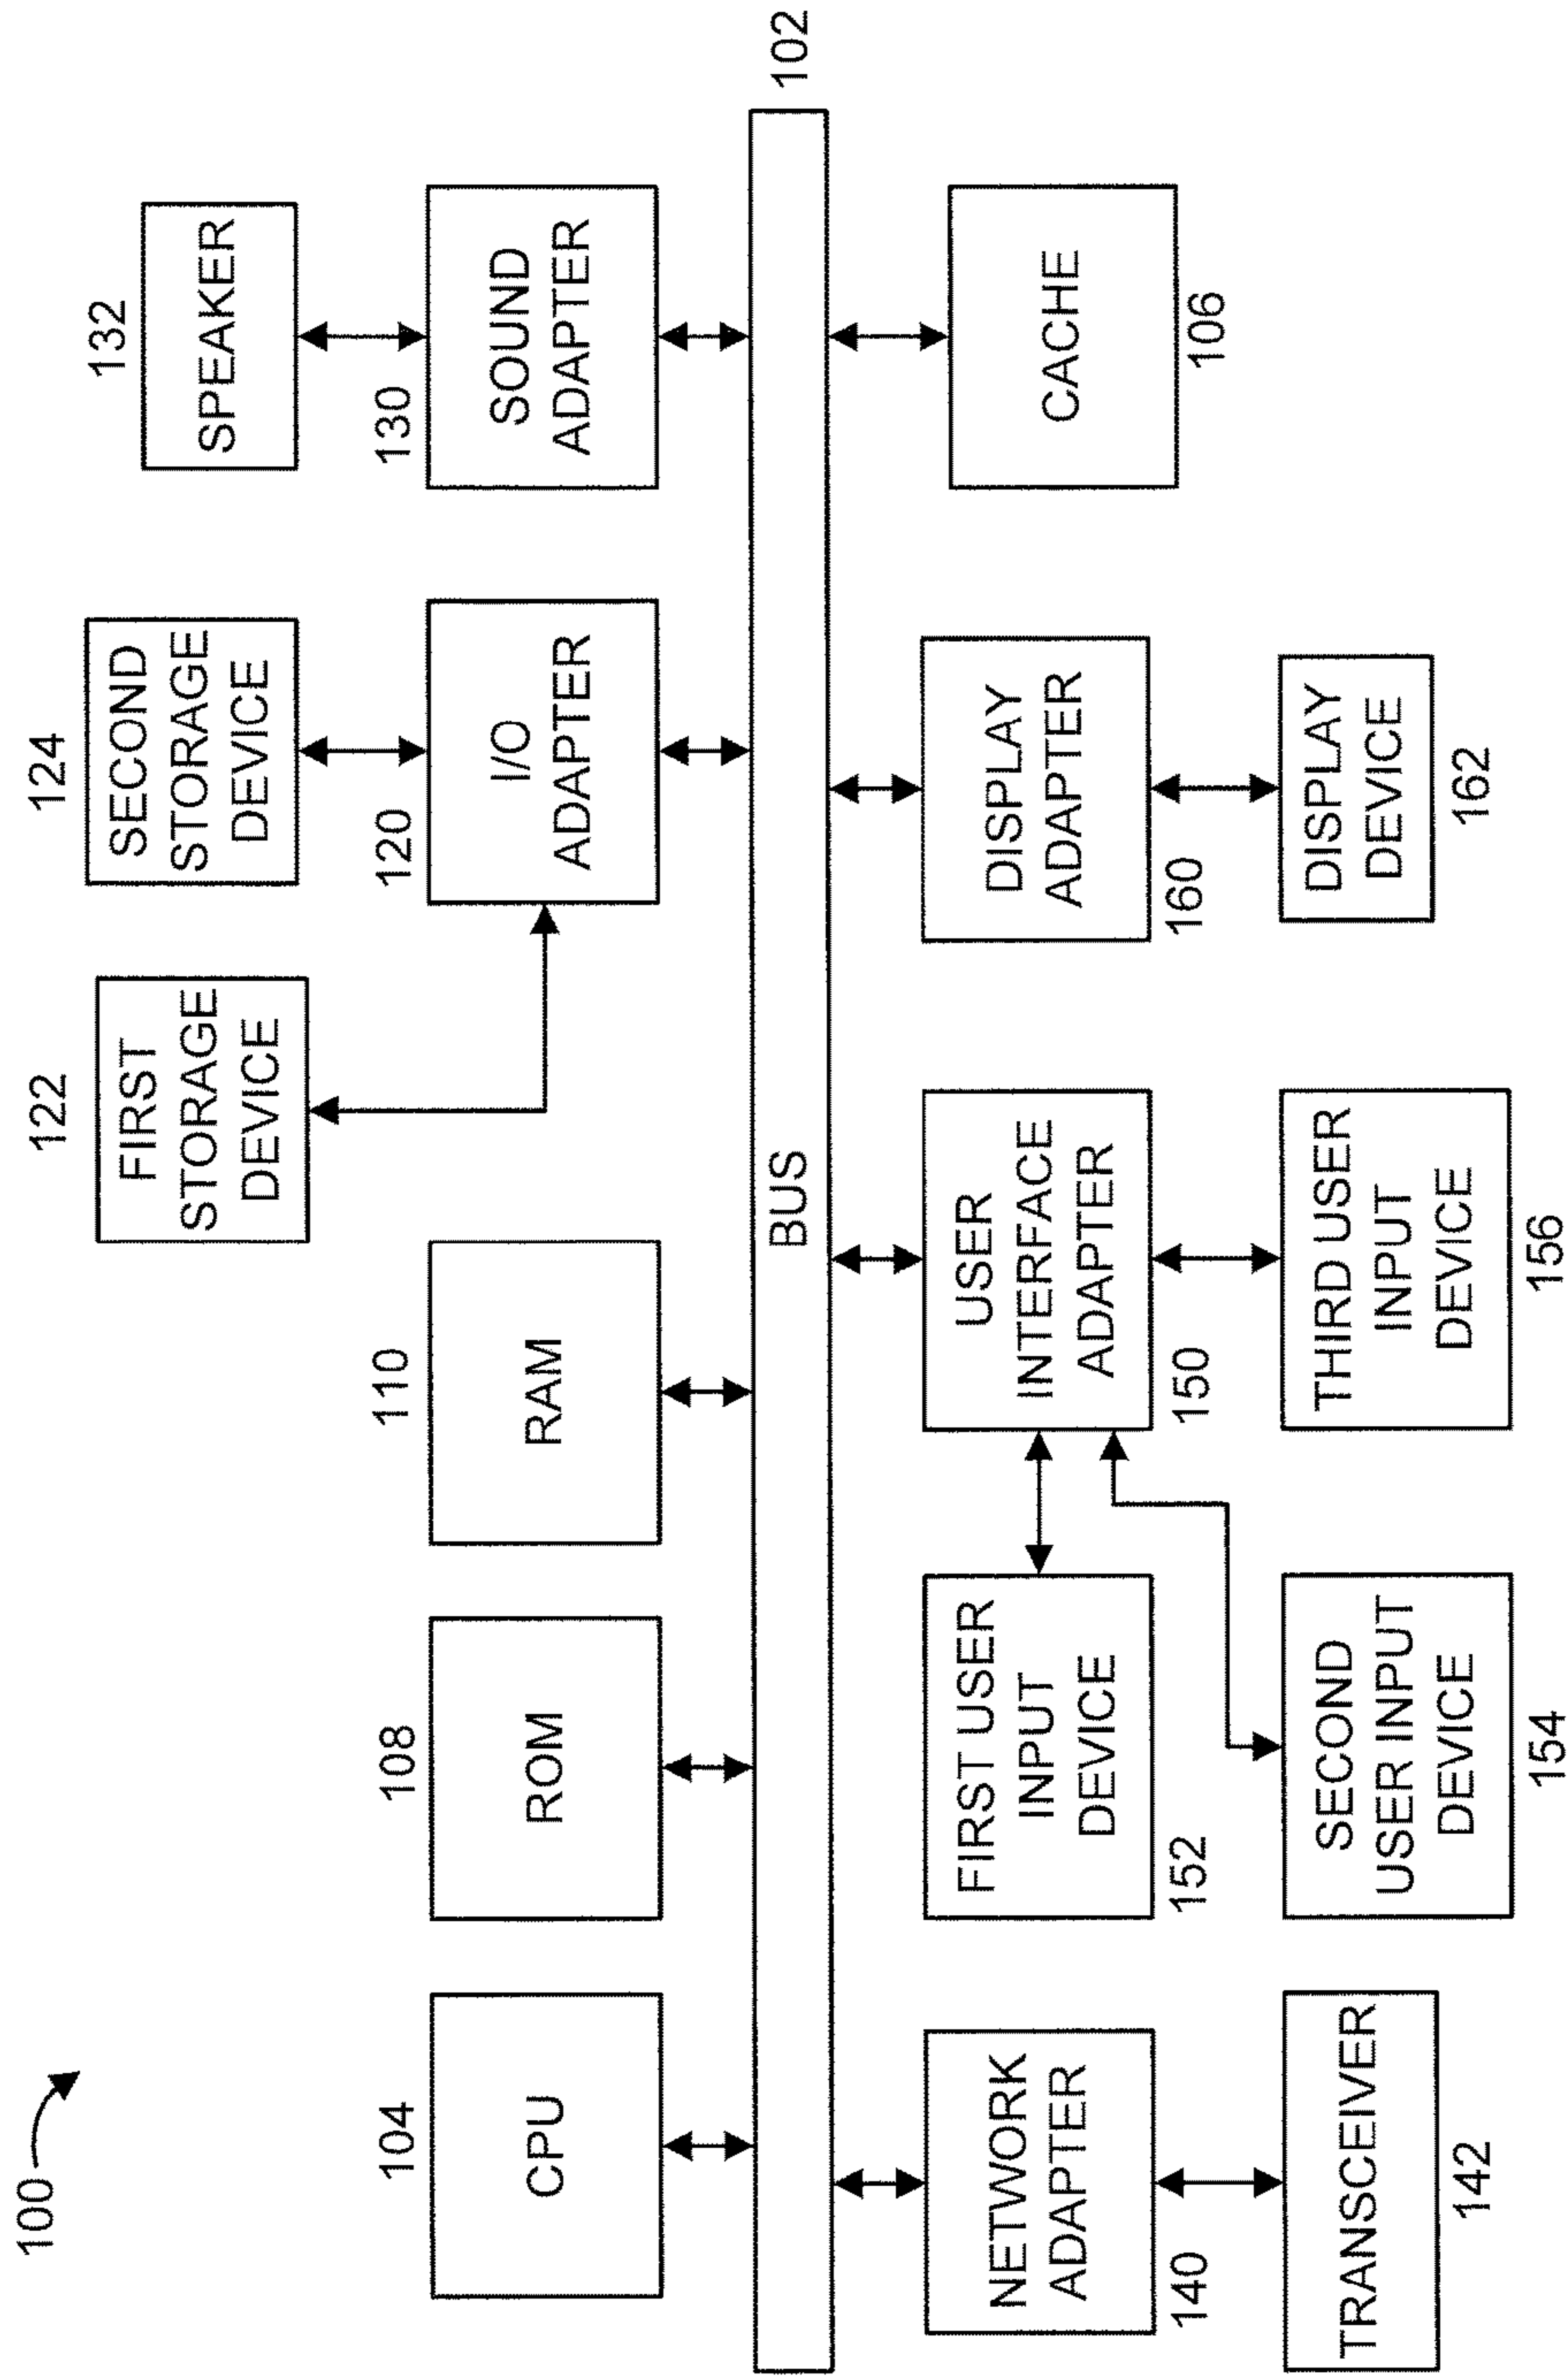 100
104
CPU
108
ROM
110
RAM
122
FIRST
STORAGE
DEVICE
124
SECOND
STORAGE
DEVICE
120
I/O
ADAPTER
132
SPEAKER
130
SOUND
ADAPTER
BUS
102
NETWORK
ADAPTER
140
TRANSCEIVER
142
FIRST USER
INPUT
DEVICE
152
SECOND
USER INPUT
DEVICE
154
USER
INTERFACE
ADAPTER
150
THIRD USER
INPUT
DEVICE
156
DISPLAY
ADAPTER
160
DISPLAY
DEVICE
162
CACHE
106